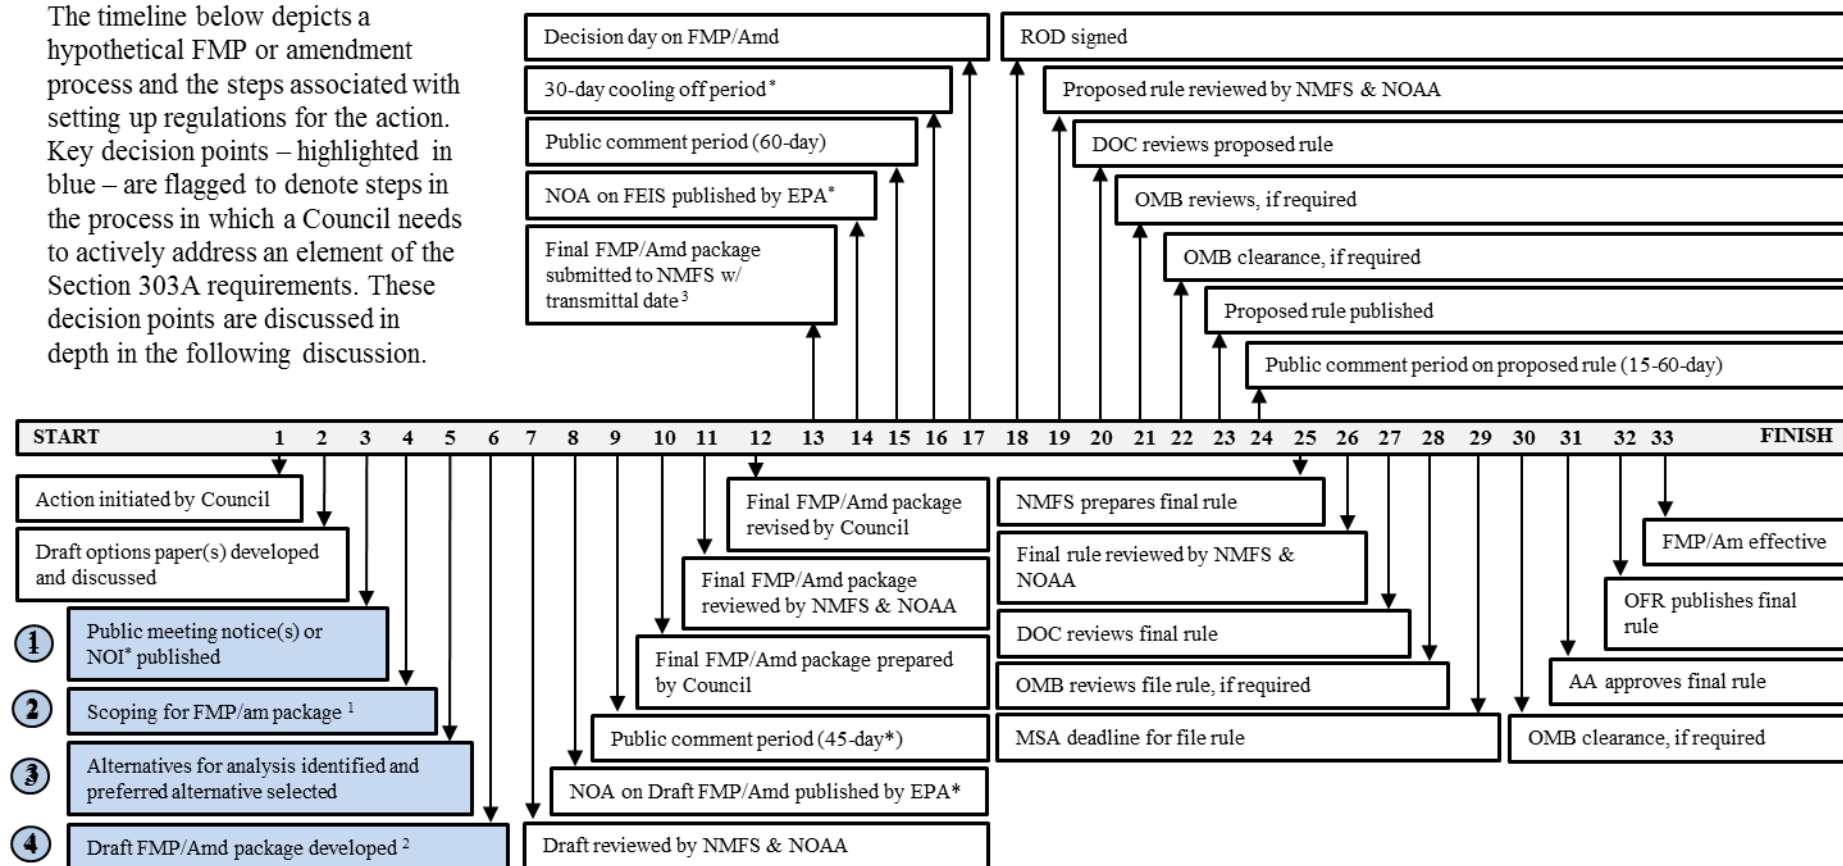 The timeline below depicts a
hypothetical FMP or amendment
process and the steps associated with
setting up regulations for the action.
Key decision points – highlighted in
blue – are flagged to denote steps in
the process in which a Council needs
to actively address an element of the
Section 303A requirements. These
decision points are discussed in
depth in the following discussion.
Decision day on FMP/Amd
30-day cooling off period*
Public comment period (60-day)
NOA on FEIS published by EPA*
Final FMP/Amd package
submitted to NMFS w/
transmittal date 3
ROD signed
Proposed rule reviewed by NMFS & NOAA
DOC reviews proposed rule
OMB reviews, if required
OMB clearance, if required
Proposed rule published
Public comment period on proposed rule (15-60-day)
START 1 2 3 4 5 6 7 8 9 10 11 12 13 14 15 16 17 18 19 20 21 22 23 24 25 26 27 28 29 30 31 32 33 FINISH
Action initiated by Council
Draft options paper(s) developed
and discussed
1
Public meeting notice(s) or
NOI* published
2
Scoping for FMP/am package 1
3
Alternatives for analysis identified and
preferred alternative selected
4
Draft FMP/Amd package developed 2
Final FMP/Amd package
revised by Council
Final FMP/Amd package
reviewed by NMFS & NOAA
Final FMP/Amd package prepared
by Council
Public comment period (45-day*)
NOA on Draft FMP/Amd published by EPA*
Draft reviewed by NMFS & NOAA
NMFS prepares final rule
Final rule reviewed by NMFS &
NOAA
DOC reviews final rule
OMB reviews file rule, if required
MSA deadline for file rule
FMP/Am effective
OFR publishes final
rule
AA approves final rule
OMB clearance, if required